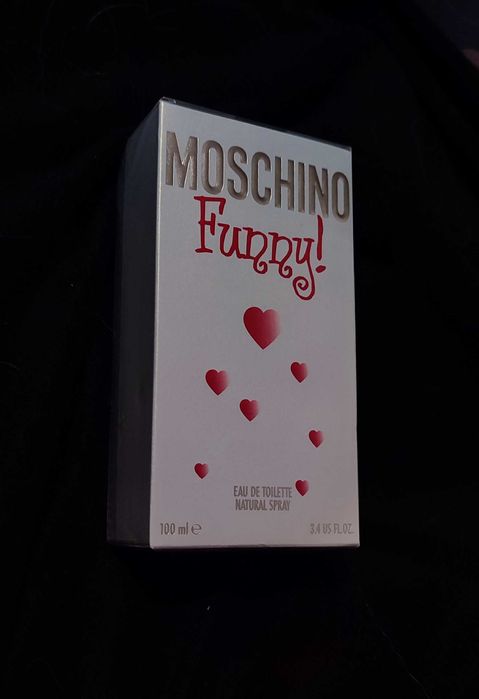 MOSCHINO
Funny!
EAU DE TOILETTE
NATURAL SPRAY
100 ml ℮
3.4 US FL.OZ.